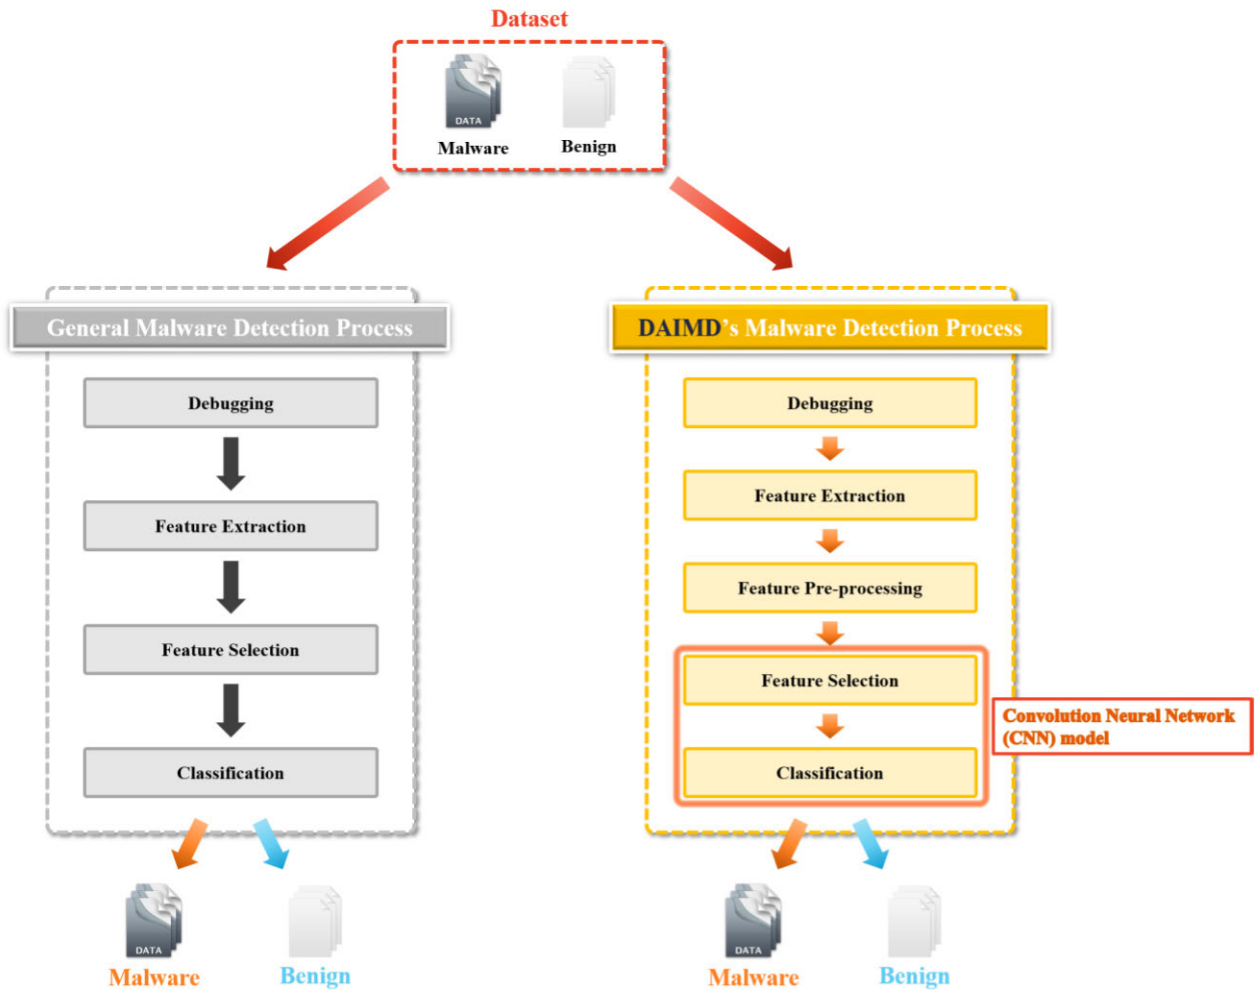 Dataset
DATA
Malware
Benign
General Malware Detection Process
Debugging
Feature Extraction
Feature Selection
Classification
DATA
Malware
Benign
DAIMD's Malware Detection Process
Debugging
Feature Extraction
Feature Pre-processing
Feature Selection
Classification
Convolution Neural Network
(CNN) model
DATA
Malware
Benign